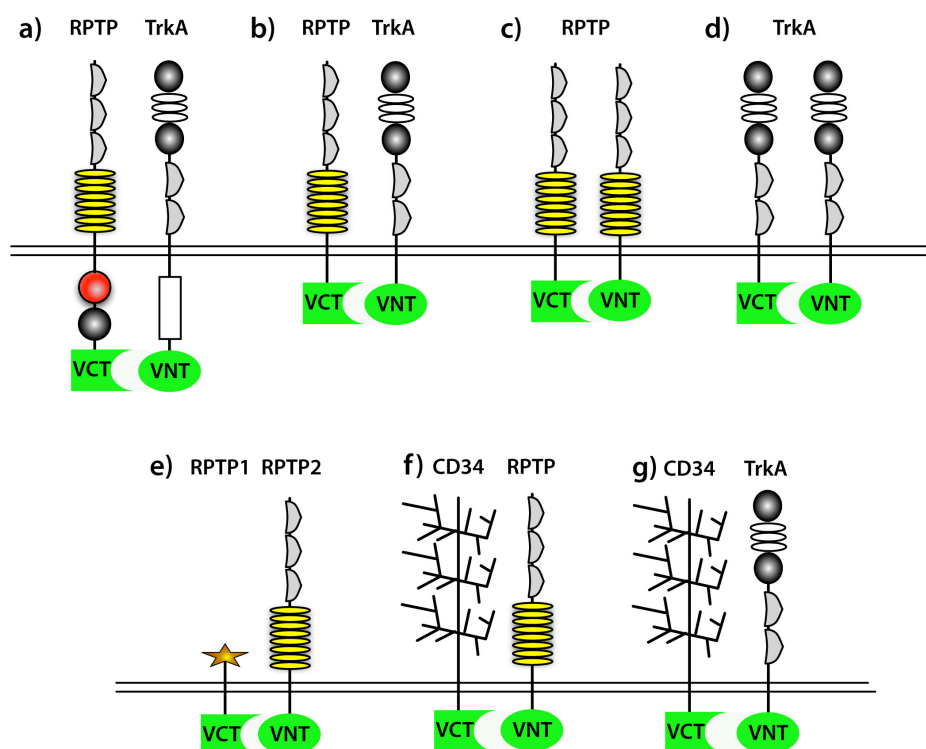 a) RPTP TrkA b) RPTP TrkA c) RPTP d) TrkA
VCT VNT VCT VNT VCT VNT
VCT VNT
e) RPTP1 RPTP2 f) CD34 RPTP g) CD34 TrkA
VCT VNT VCT VNT VCT VNT